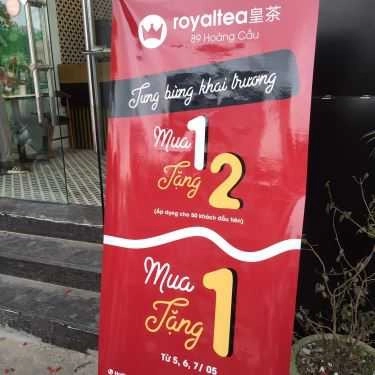 royaltea皇茶
89 Hoàng Cầu
Tưng bừng khai trương
Mua 1
Tặng 2
(Áp dụng cho 50 khách đầu tiên)
Mua
Tặng 1
Từ 5, 6, 7/ 05